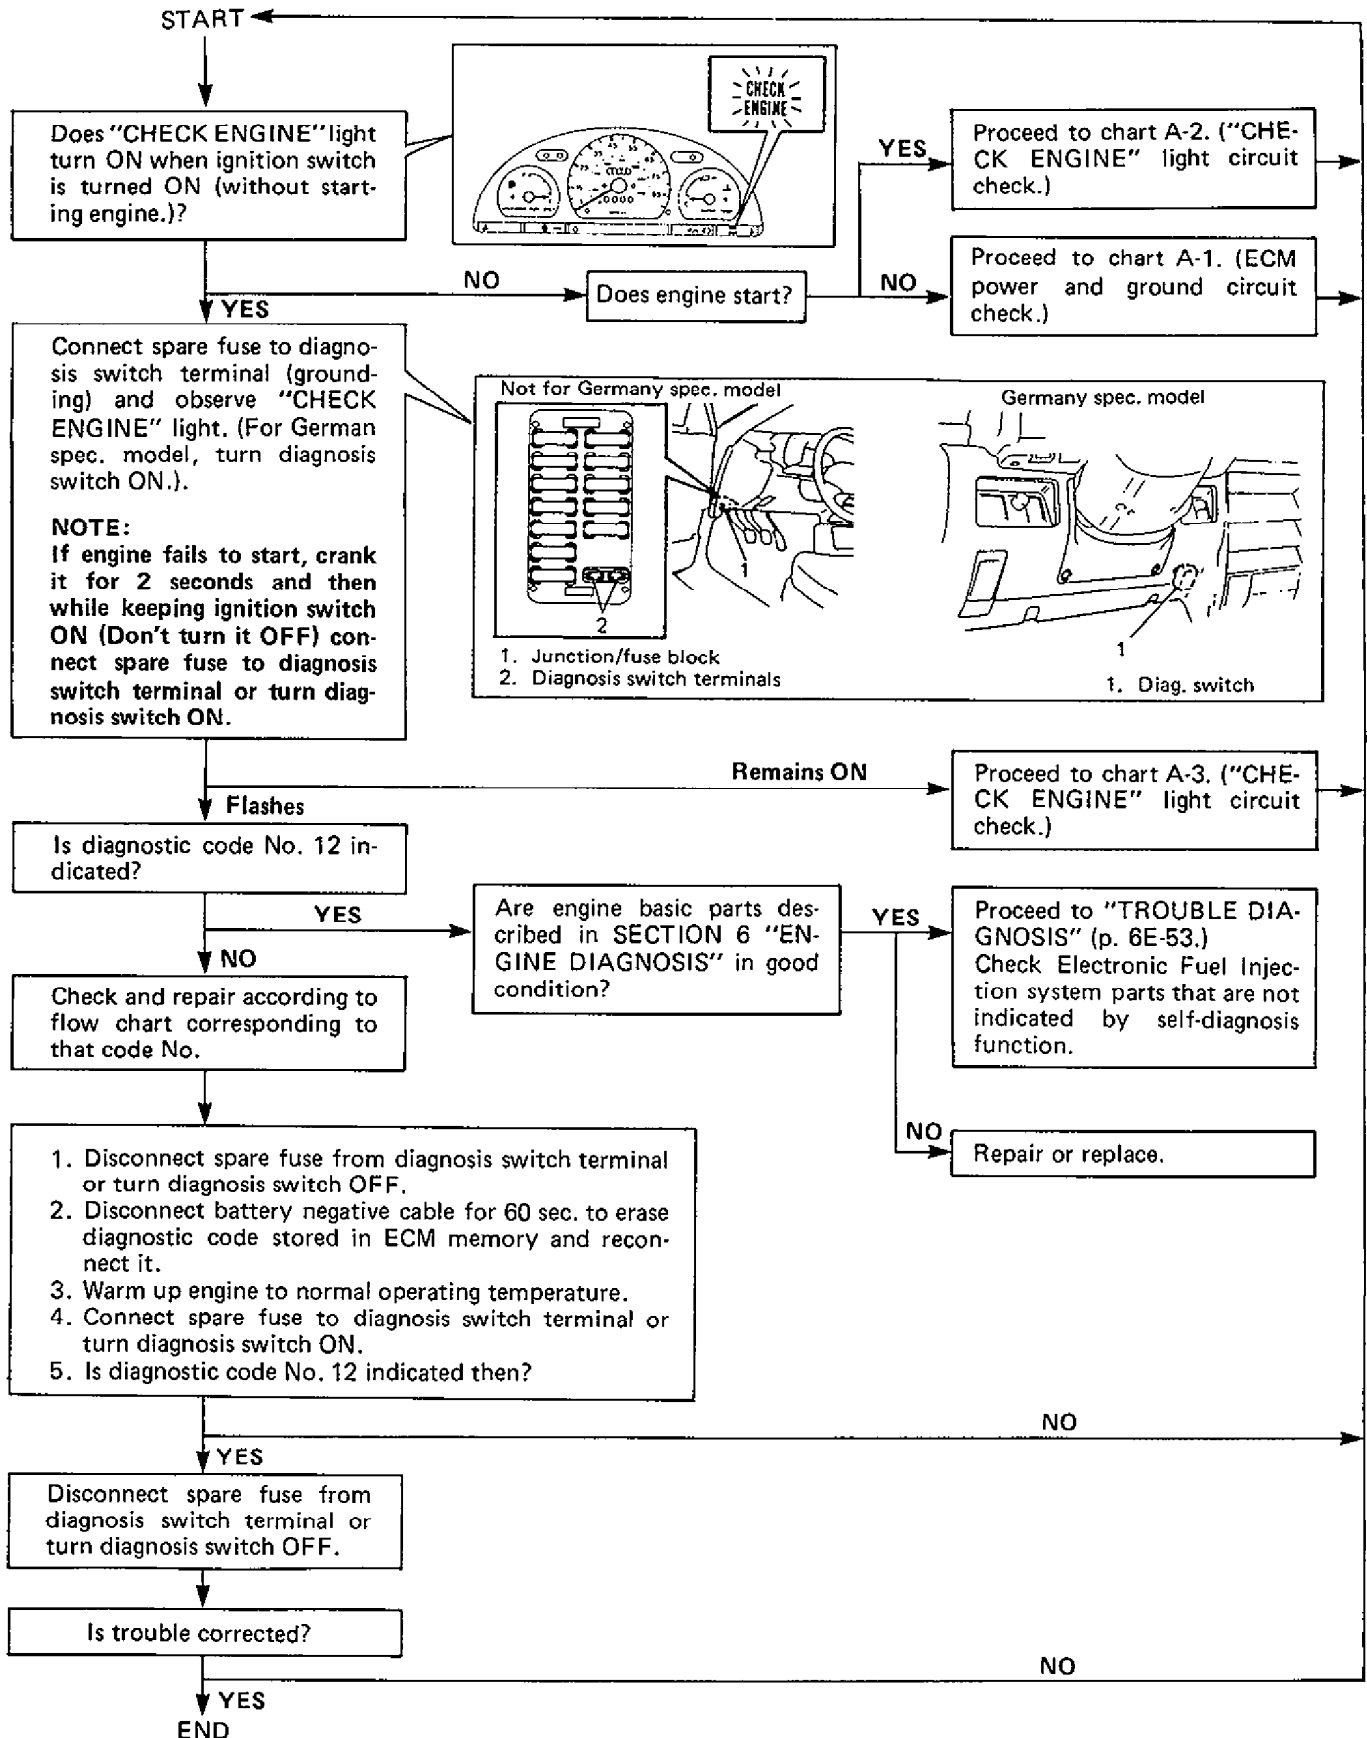 START
Does "CHECK ENGINE" light
turn ON when ignition switch
is turned ON (without start-
ing engine.)?
CHECK
ENGINE
YES
Proceed to chart A-2. ("CHE-
CK ENGINE" light circuit
check.)
NO
Does engine start?
NO
Proceed to chart A-1. (ECM
power and ground circuit
check.)
YES
Connect spare fuse to diagno-
sis switch terminal (ground-
ing) and observe "CHECK
ENGINE" light. (For German
spec. model, turn diagnosis
switch ON.).
NOTE:
If engine fails to start, crank
it for 2 seconds and then
while keeping ignition switch
ON (Don't turn it OFF) con-
nect spare fuse to diagnosis
switch terminal or turn diag-
nosis switch ON.
Not for Germany spec. model
1
2
1. Junction/fuse block
2. Diagnosis switch terminals
Germany spec. model
1
1. Diag. switch
Remains ON
Proceed to chart A-3. ("CHE-
CK ENGINE" light circuit
check.)
Flashes
Is diagnostic code No. 12 in-
dicated?
YES
Are engine basic parts des-
cribed in SECTION 6 "EN-
GINE DIAGNOSIS" in good
condition?
YES
Proceed to "TROUBLE DIA-
GNOSIS" (p. 6E-53.)
Check Electronic Fuel Injec-
tion system parts that are not
indicated by self-diagnosis
function.
NO
Repair or replace.
NO
Check and repair according to
flow chart corresponding to
that code No.
1. Disconnect spare fuse from diagnosis switch terminal
or turn diagnosis switch OFF.
2. Disconnect battery negative cable for 60 sec. to erase
diagnostic code stored in ECM memory and recon-
nect it.
3. Warm up engine to normal operating temperature.
4. Connect spare fuse to diagnosis switch terminal or
turn diagnosis switch ON.
5. Is diagnostic code No. 12 indicated then?
NO
YES
Disconnect spare fuse from
diagnosis switch terminal or
turn diagnosis switch OFF.
Is trouble corrected?
NO
YES
END